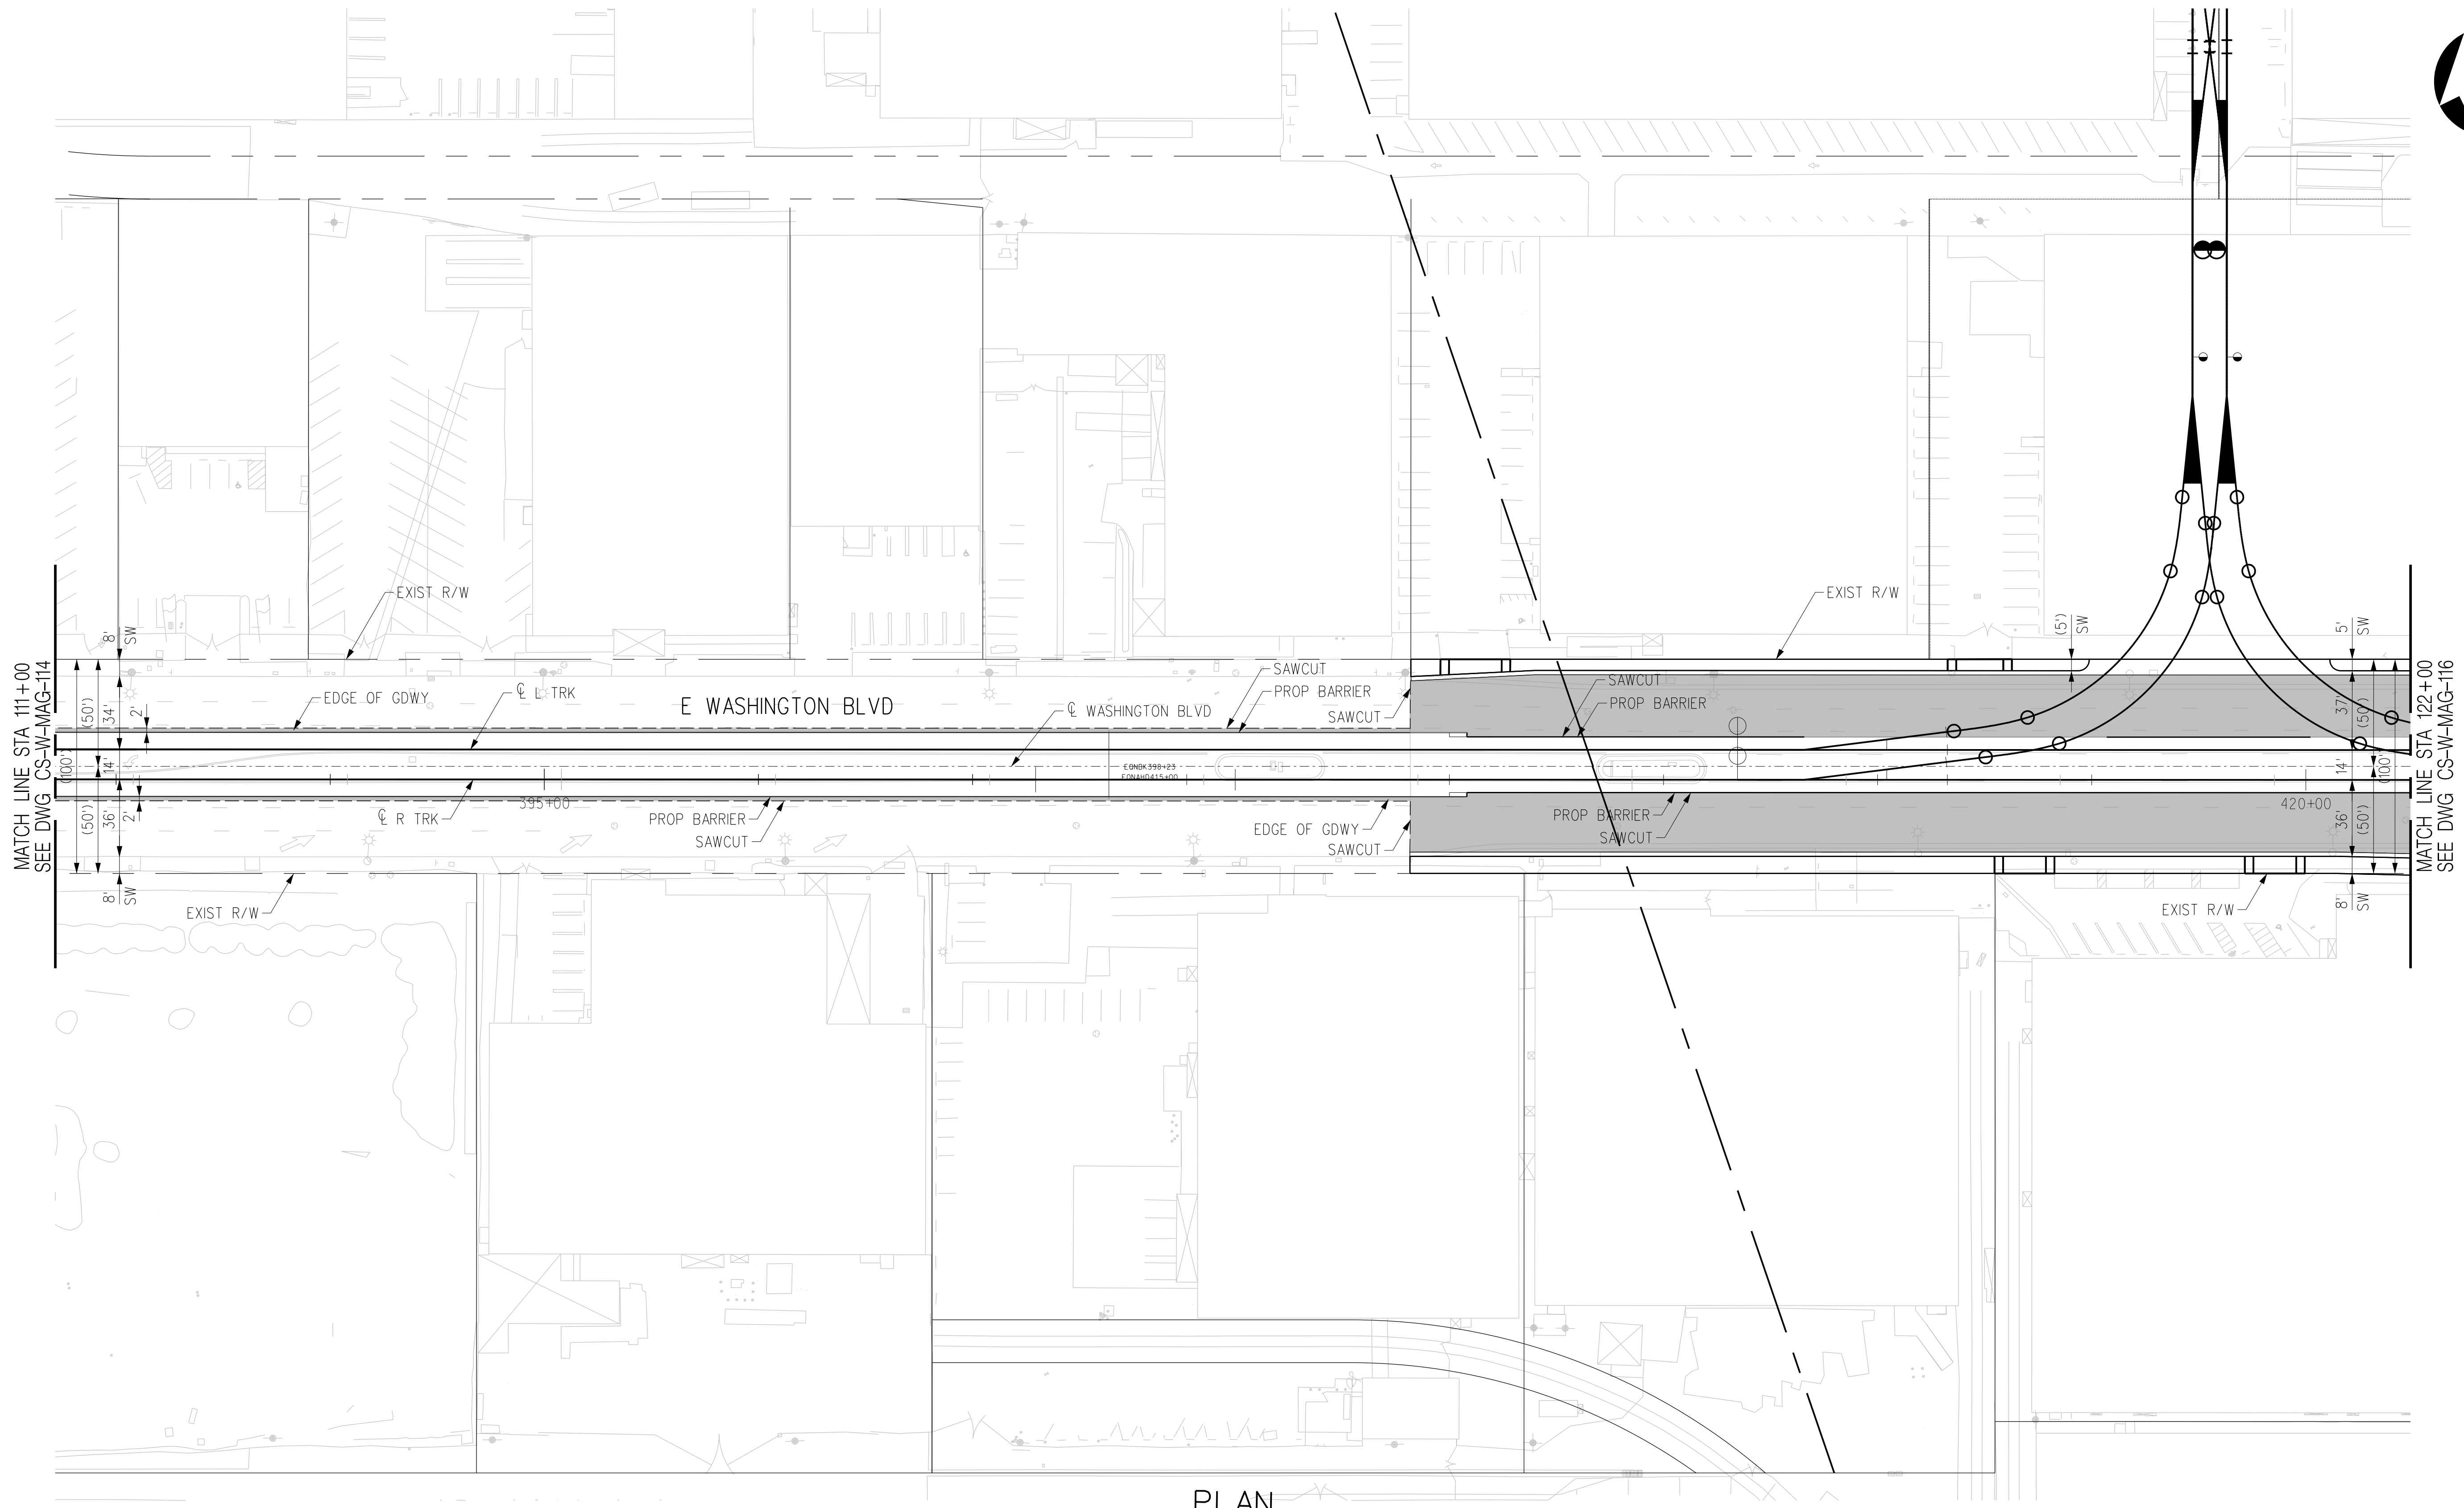 EXIST R/W
EXIST R/W
8'
SW
(5')
SW
5'
SW
MATCH LINE STA 111+00
SEE DWG CS-W-MAG-114
(100')
(50')
34'
2'
14'
(50')
36'
2'
8'
SW
EDGE OF GDWY
℄ L TRK
E WASHINGTON BLVD
SAWCUT
PROP BARRIER
℄ WASHINGTON BLVD
SAWCUT
SAWCUT
PROP BARRIER
37'
(50')
14'
(100')
36'
(50')
8'
SW
MATCH LINE STA 122+00
SEE DWG CS-W-MAG-116
EQNBK398+23
EQNAHD415+00
395+00
420+00
℄ R TRK
PROP BARRIER
SAWCUT
EDGE OF GDWY
SAWCUT
PROP BARRIER
SAWCUT
EXIST R/W
EXIST R/W
PLAN